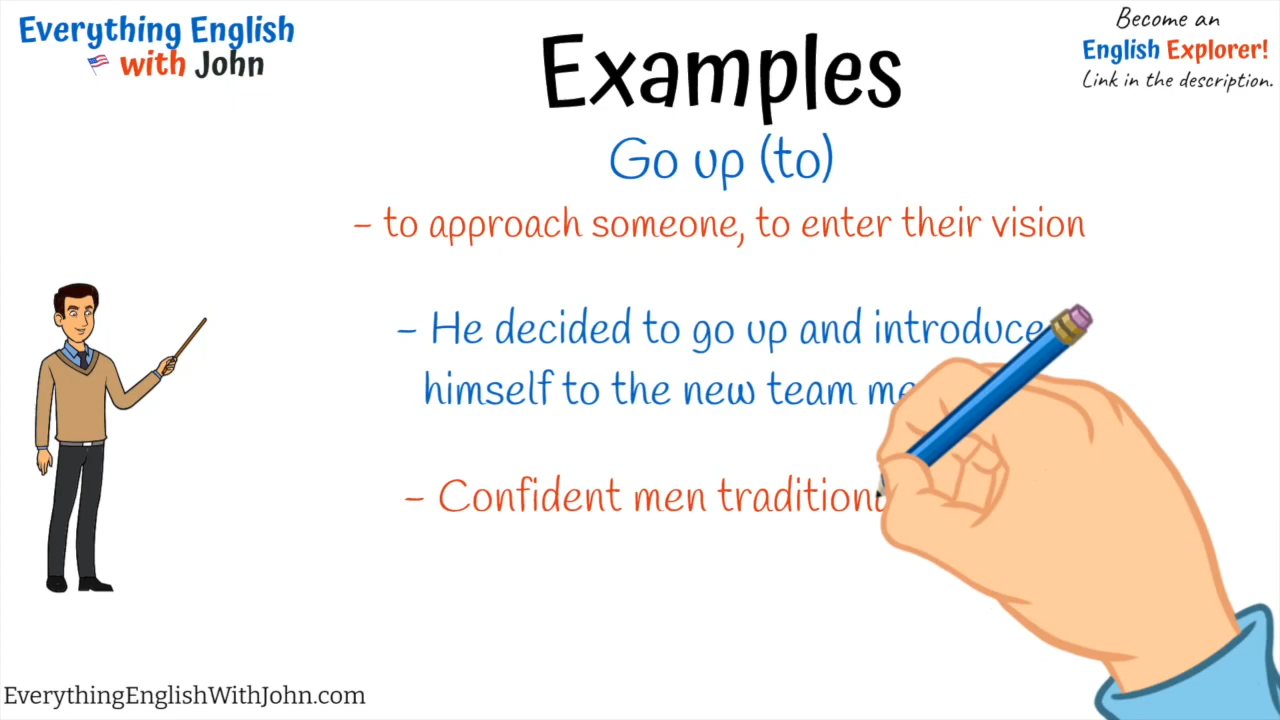 Everything English
with John
Become an
English Explorer!
Link in the description.
Examples
Go up (to)
- to approach someone, to enter their vision
- He decided to go up and introduce
himself to the new team
- Confident men
EverythingEnglishWithJohn.com